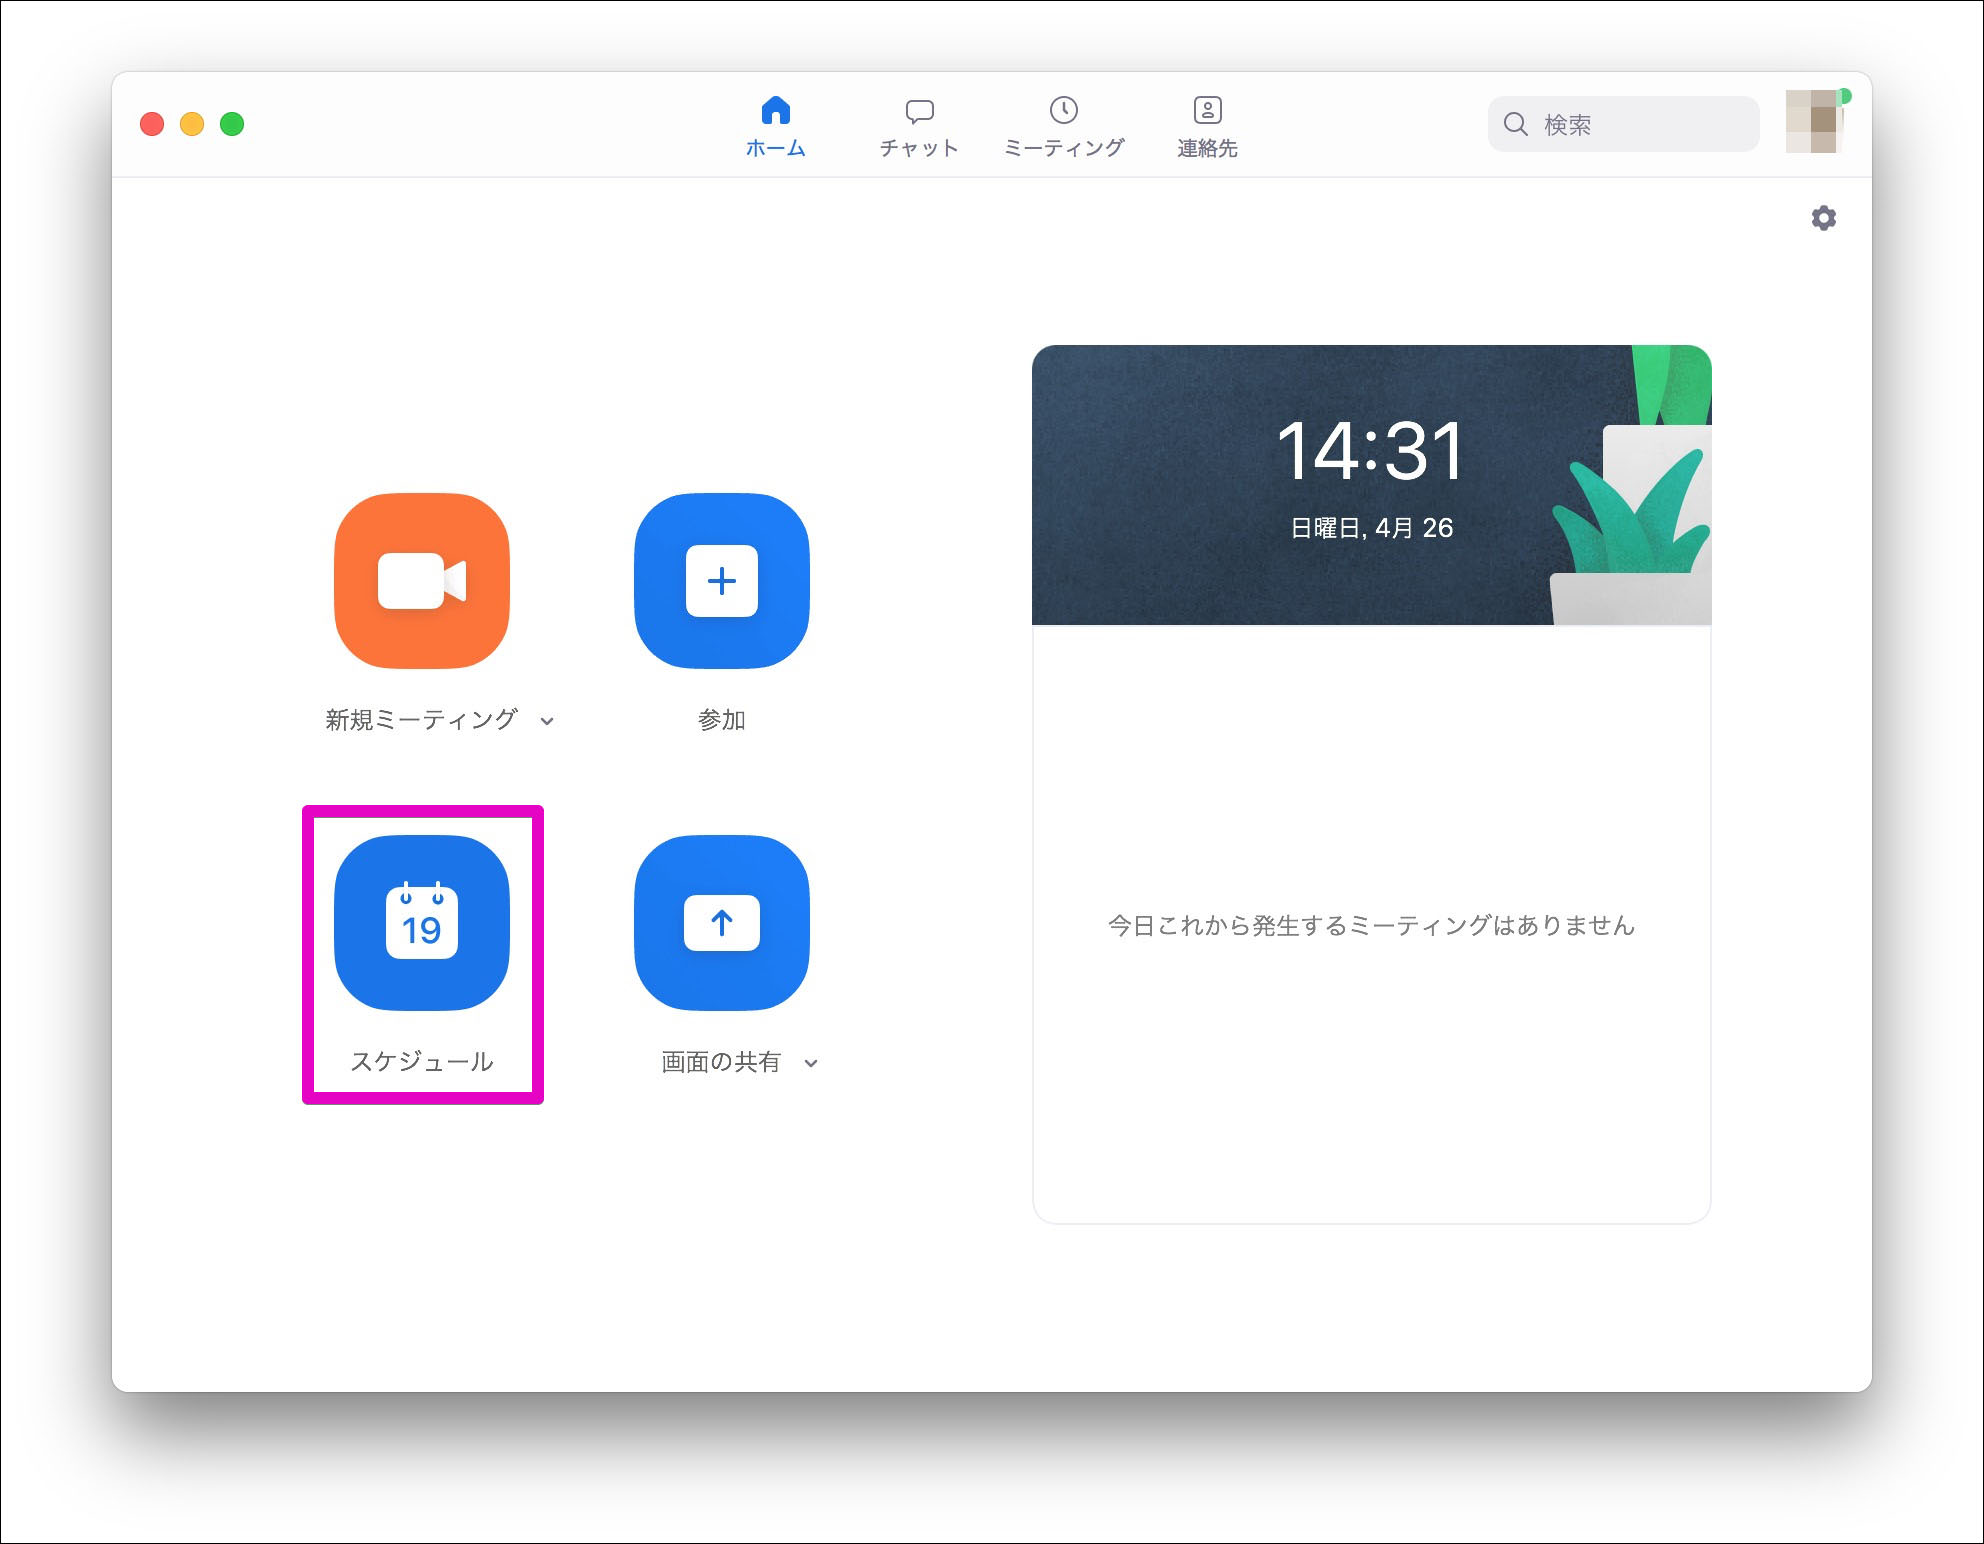 ホーム
チャット
ミーティング
連絡先
検索
14:31
日曜日, 4月 26
新規ミーティング
参加
19
スケジュール
画面の共有
今日これから発生するミーティングはありません